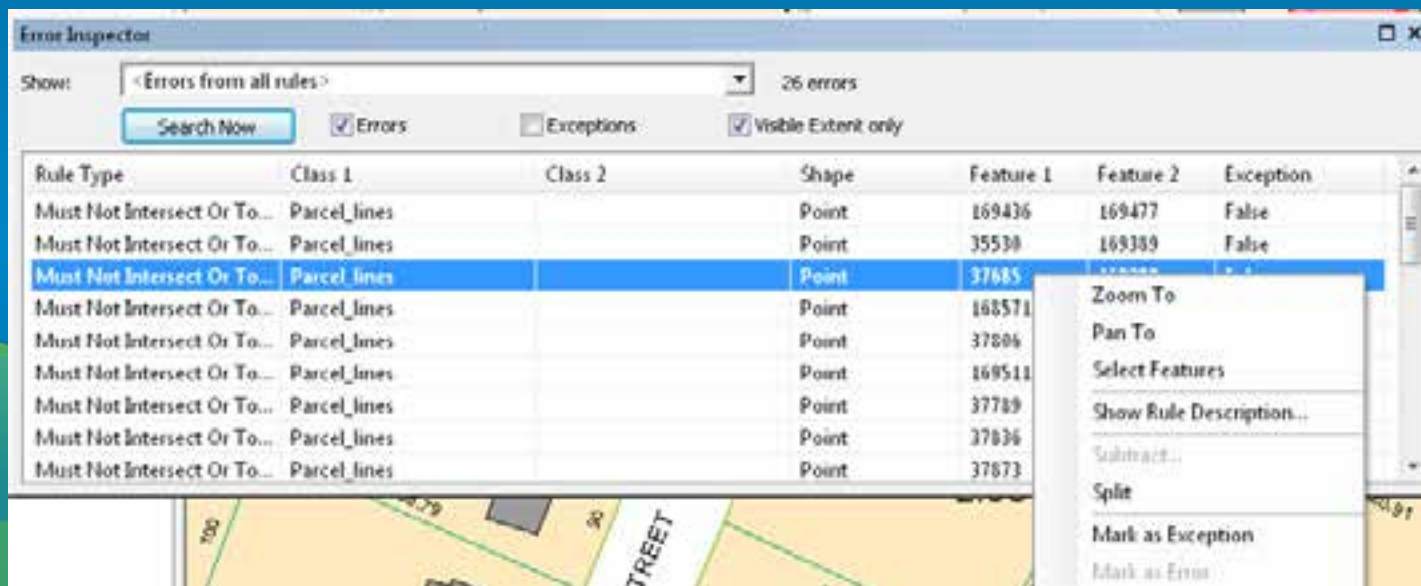 Error Inspector
Show: <Errors from all rules> 26 errors
Search Now Errors Exceptions Visible Extent only
Rule Type Class 1 Class 2 Shape Feature 1 Feature 2 Exception
Must Not Intersect Or To... Parcel_lines Point 169436 169477 False
Must Not Intersect Or To... Parcel_lines Point 35530 169389 False
Must Not Intersect Or To... Parcel_lines Point 37685
Zoom To
Must Not Intersect Or To... Parcel_lines Point 168571
Pan To
Must Not Intersect Or To... Parcel_lines Point 37806
Must Not Intersect Or To... Parcel_lines Point 169511
Select Features
Must Not Intersect Or To... Parcel_lines Point 37789
Show Rule Description...
Must Not Intersect Or To... Parcel_lines Point 37836
Subtract...
Must Not Intersect Or To... Parcel_lines Point 37873
Split
Mark as Exception
Mark as Error
100
90
TREET